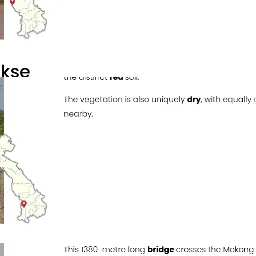 kse
the distinct red soil.
The vegetation is also uniquely dry, with equally
nearby.
This 1380-metre long bridge crosses the Mekong